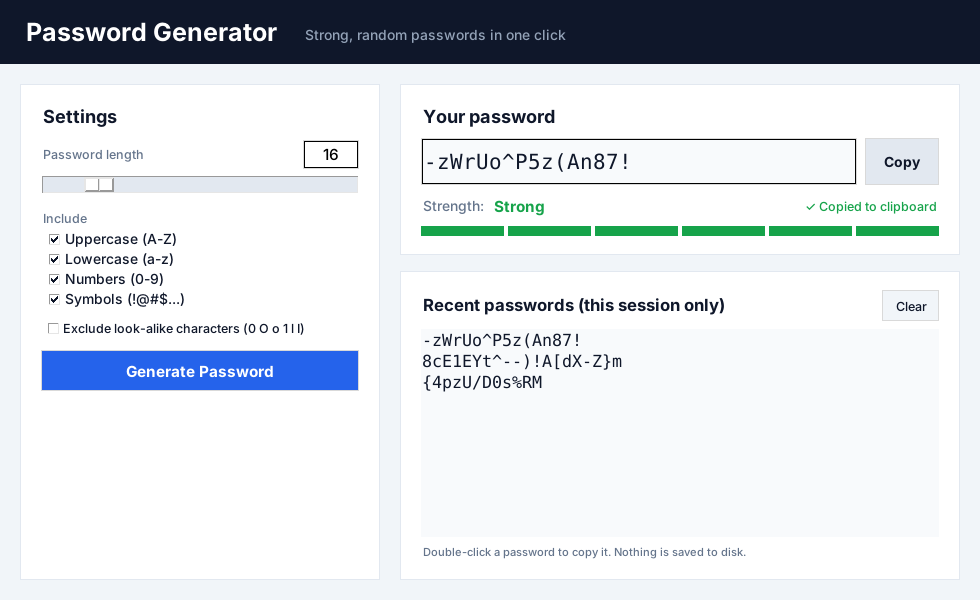 Password Generator
Strong, random passwords in one click
Settings
Password length
16
Include
Uppercase (A-Z)
Lowercase (a-z)
Numbers (0-9)
Symbols (!@#$...)
Exclude look-alike characters (0 O o 1 l I)
Generate Password
Your password
-zWrUo^P5z(An87!
Copy
Strength: Strong
✓ Copied to clipboard
Recent passwords (this session only)
Clear
-zWrUo^P5z(An87!
8cE1EYt^--)!A[dX-Z}m
{4pzU/D0s%RM
Double-click a password to copy it. Nothing is saved to disk.